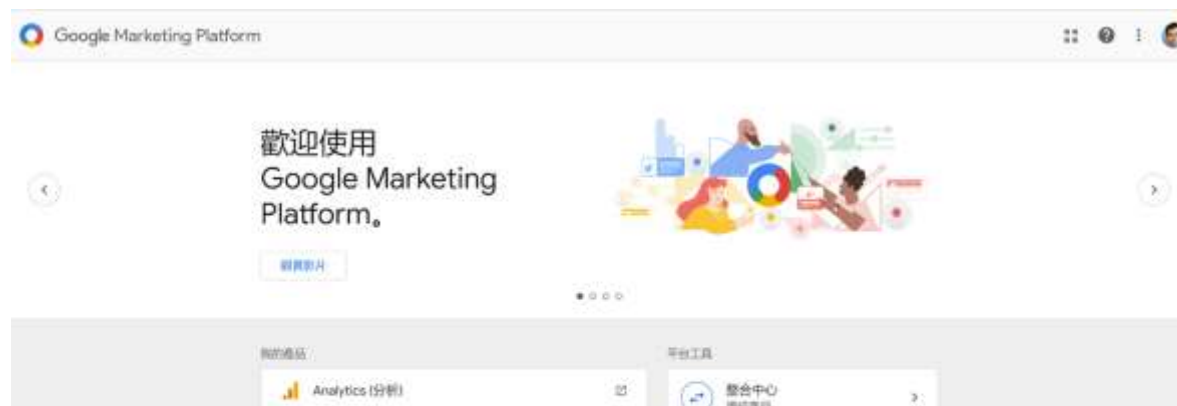 Google Marketing Platform
歡迎使用
Google Marketing
Platform。
觀賞影片
我的產品
平台工具
Analytics (分析)
整合中心